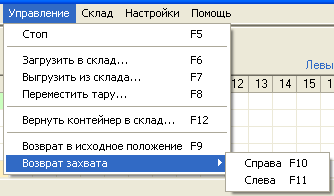 Управление Склад Настройки Помощь
Стоп F5
Загрузить в склад... F6
Выгрузить из склада... F7
Переместить тару... F8
Вернуть контейнер в склад... F12
Возврат в исходное положение F9
Возврат захвата
Справа F10
Слева F11
Левы
12 13 14 15 16